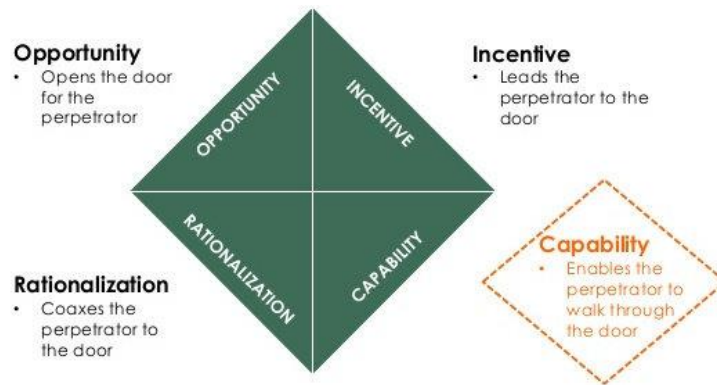 Opportunity
• Opens the door
for the
perpetrator
OPPORTUNITY
INCENTIVE
Incentive
• Leads the
perpetrator to the
door
Rationalization
• Coaxes the
perpetrator to
the door
RATIONALIZATION
CAPABILITY
Capability
• Enables the
perpetrator to
walk through
the door